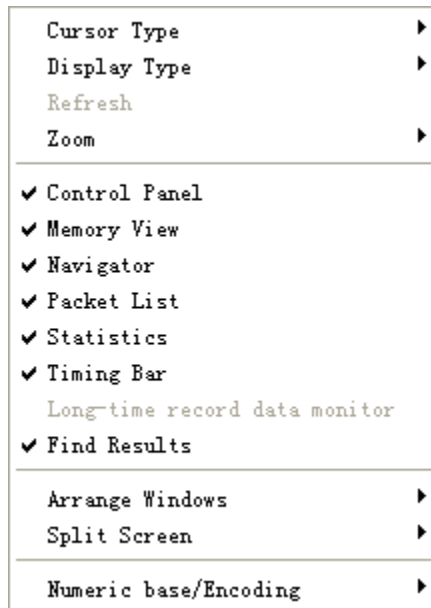 Cursor Type
Display Type
Refresh
Zoom
Control Panel
Memory View
Navigator
Packet List
Statistics
Timing Bar
Long-time record data monitor
Find Results
Arrange Windows
Split Screen
Numeric base/Encoding